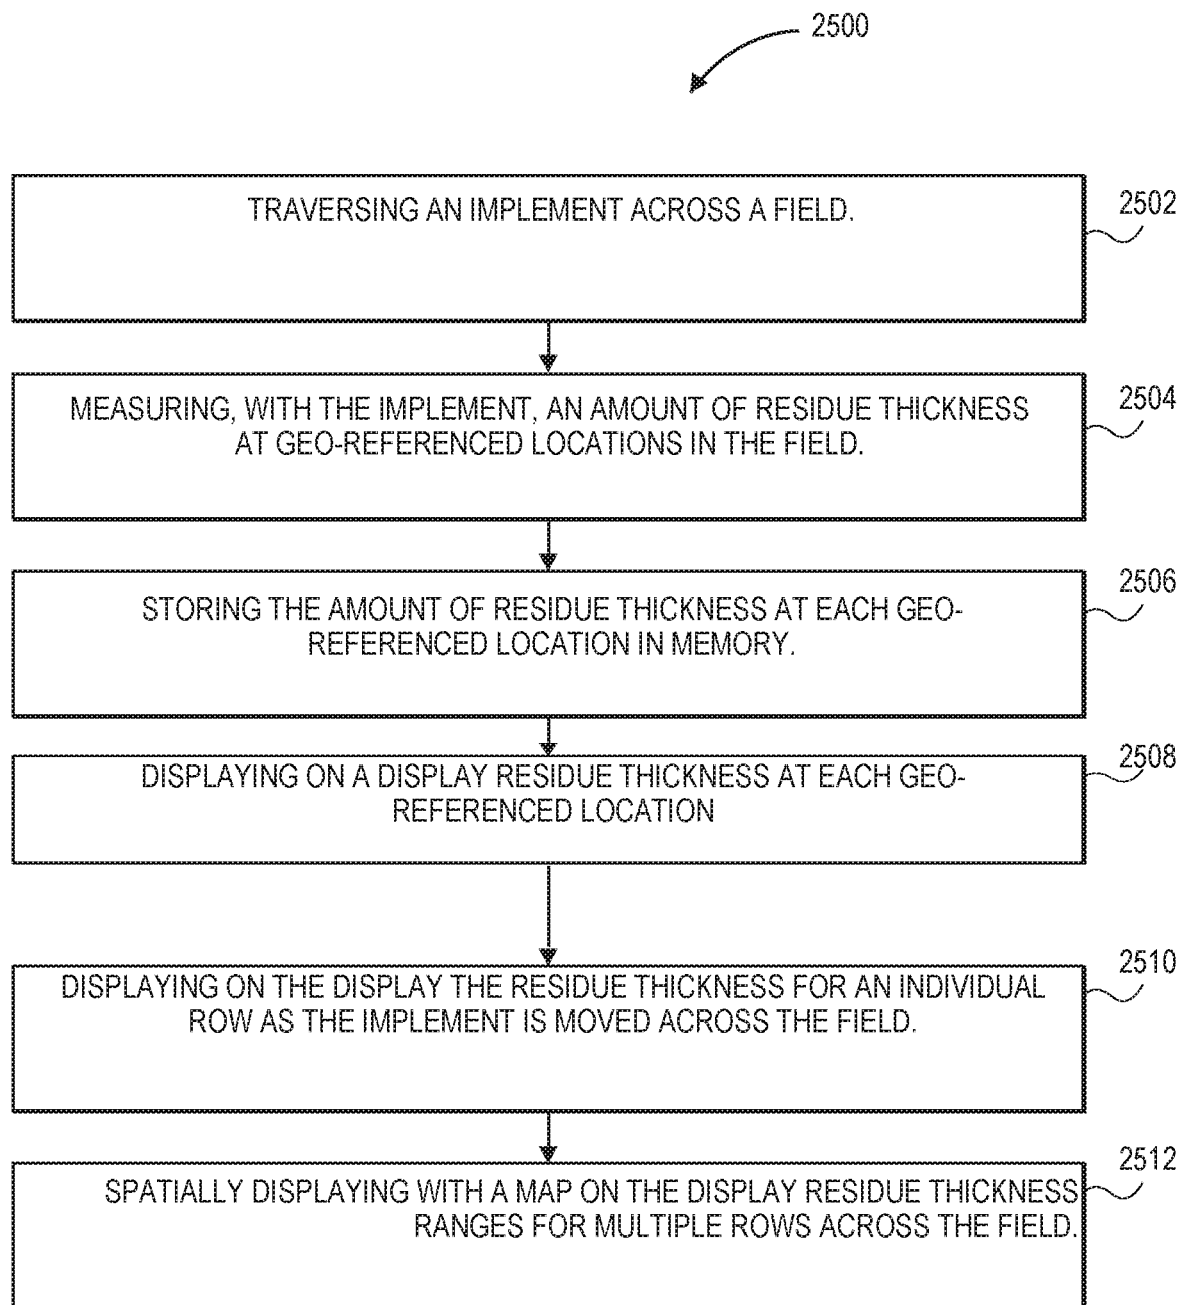 2500
TRAVERSING AN IMPLEMENT ACROSS A FIELD.
2502
MEASURING, WITH THE IMPLEMENT, AN AMOUNT OF RESIDUE THICKNESS
AT GEO-REFERENCED LOCATIONS IN THE FIELD.
2504
STORING THE AMOUNT OF RESIDUE THICKNESS AT EACH GEO-
REFERENCED LOCATION IN MEMORY.
2506
DISPLAYING ON A DISPLAY RESIDUE THICKNESS AT EACH GEO-
REFERENCED LOCATION
2508
DISPLAYING ON THE DISPLAY THE RESIDUE THICKNESS FOR AN INDIVIDUAL
ROW AS THE IMPLEMENT IS MOVED ACROSS THE FIELD.
2510
SPATIALLY DISPLAYING WITH A MAP ON THE DISPLAY RESIDUE THICKNESS
RANGES FOR MULTIPLE ROWS ACROSS THE FIELD.
2512